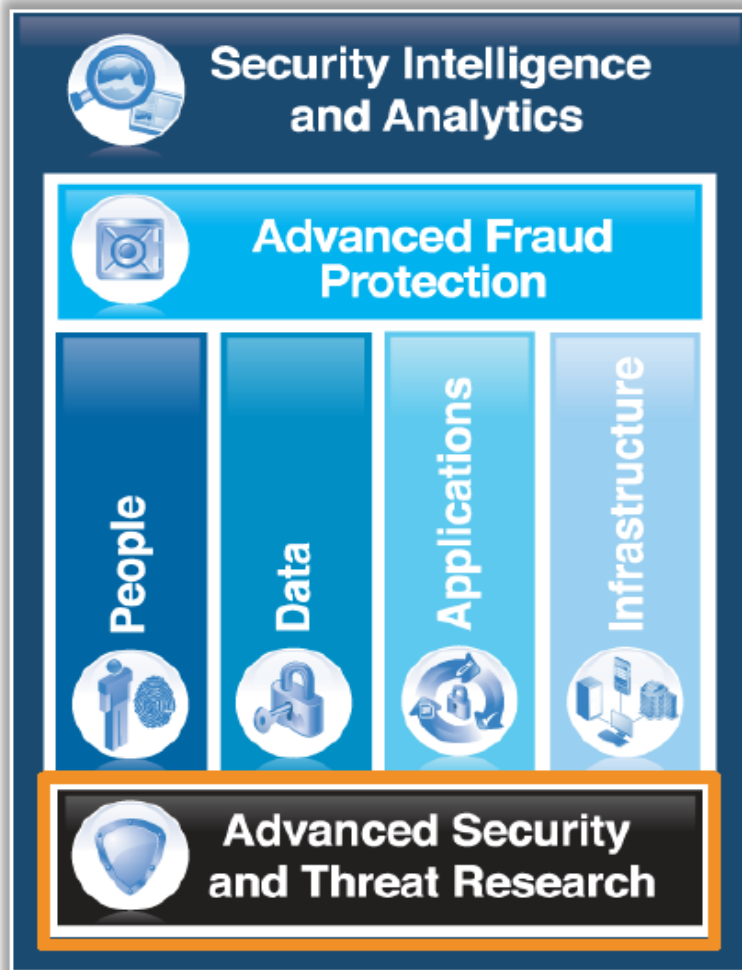 Security Intelligence
and Analytics
Advanced Fraud
Protection
People
Data
Applications
Infrastructure
Advanced Security
and Threat Research